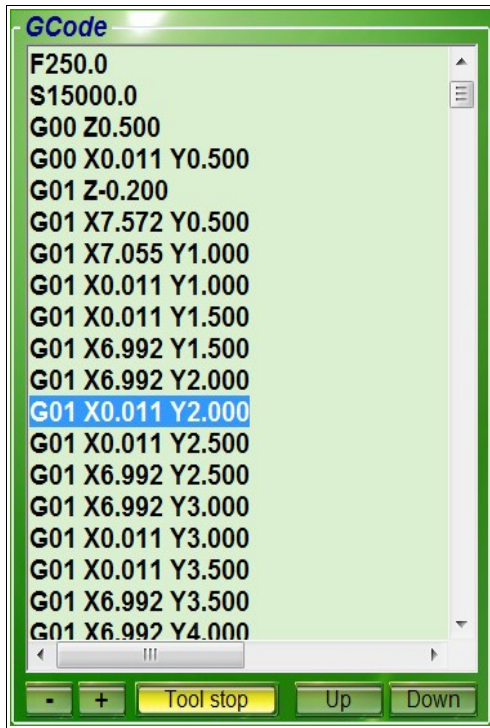 GCode
F250.0
S15000.0
G00 Z0.500
G00 X0.011 Y0.500
G01 Z-0.200
G01 X7.572 Y0.500
G01 X7.055 Y1.000
G01 X0.011 Y1.000
G01 X0.011 Y1.500
G01 X6.992 Y1.500
G01 X6.992 Y2.000
G01 X0.011 Y2.000
G01 X0.011 Y2.500
G01 X6.992 Y2.500
G01 X6.992 Y3.000
G01 X0.011 Y3.000
G01 X0.011 Y3.500
G01 X6.992 Y3.500
G01 X6.992 Y4.000
- + Tool stop Up Down